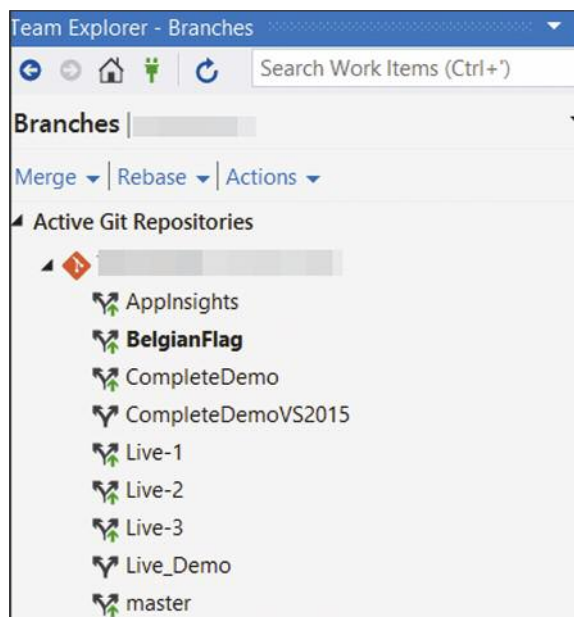 Team Explorer - Branches
Search Work Items (Ctrl+')
Branches |
Merge | Rebase | Actions
Active Git Repositories
AppInsights
BelgianFlag
CompleteDemo
CompleteDemoVS2015
Live-1
Live-2
Live-3
Live_Demo
master